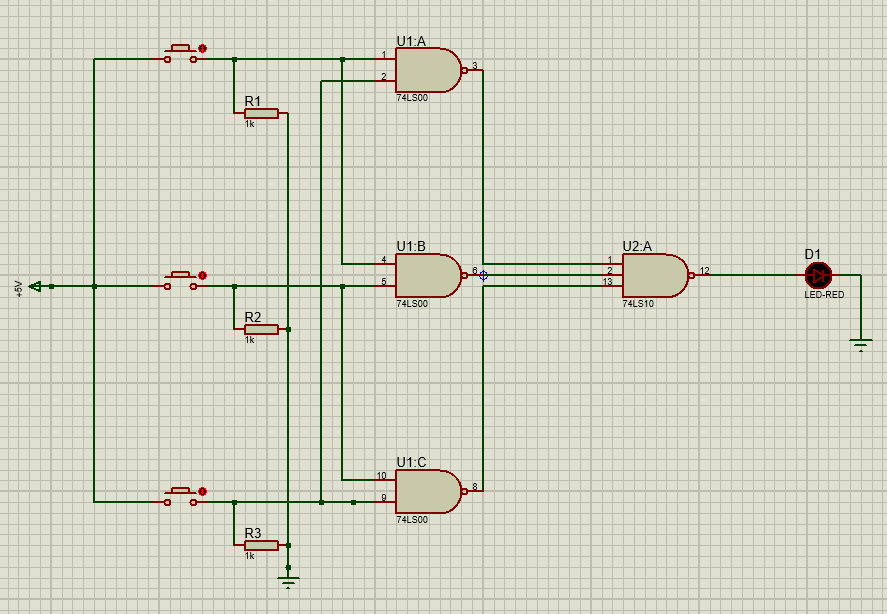 U1:A
1
2
3
74LS00
R1
1k
U1:B
4
5
6
74LS00
U2:A
1
2
13
12
74LS10
D1
LED-RED
+5V
R2
1k
U1:C
10
9
8
74LS00
R3
1k